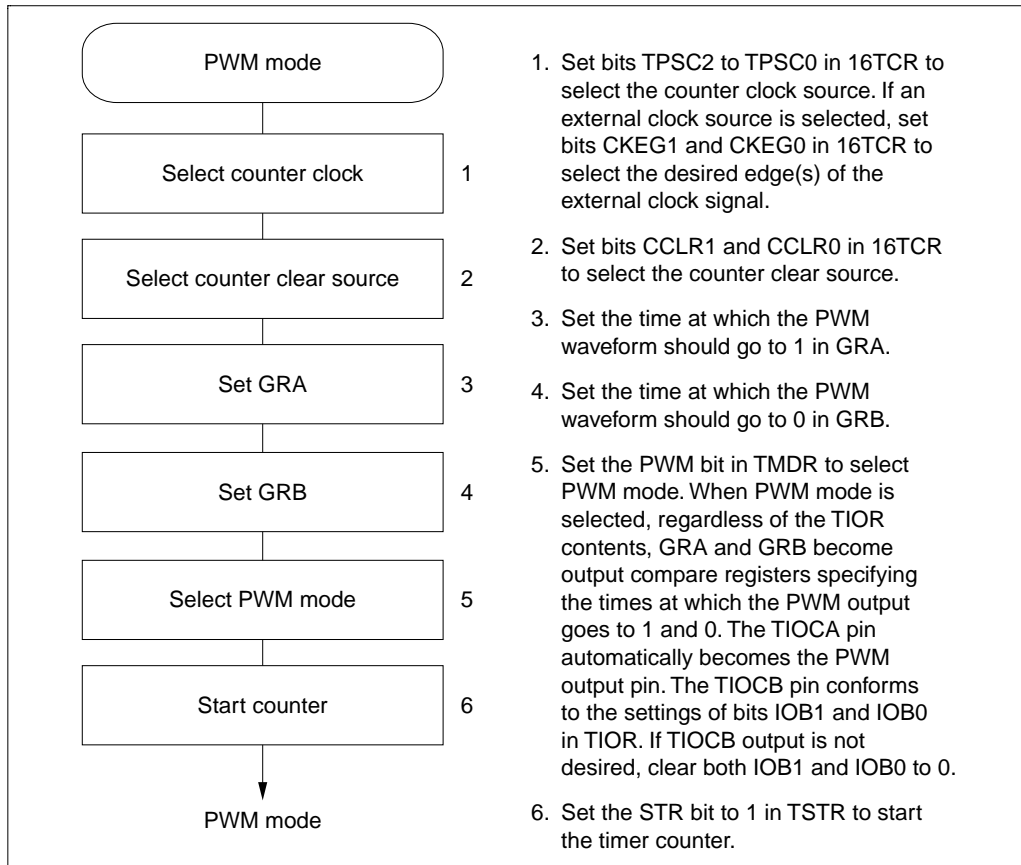 PWM mode
Select counter clock 1
Select counter clear source 2
Set GRA 3
Set GRB 4
Select PWM mode 5
Start counter 6
PWM mode
1. Set bits TPSC2 to TPSC0 in 16TCR to
select the counter clock source. If an
external clock source is selected, set
bits CKEG1 and CKEG0 in 16TCR to
select the desired edge(s) of the
external clock signal.
2. Set bits CCLR1 and CCLR0 in 16TCR
to select the counter clear source.
3. Set the time at which the PWM
waveform should go to 1 in GRA.
4. Set the time at which the PWM
waveform should go to 0 in GRB.
5. Set the PWM bit in TMDR to select
PWM mode. When PWM mode is
selected, regardless of the TIOR
contents, GRA and GRB become
output compare registers specifying
the times at which the PWM output
goes to 1 and 0. The TIOCA pin
automatically becomes the PWM
output pin. The TIOCB pin conforms
to the settings of bits IOB1 and IOB0
in TIOR. If TIOCB output is not
desired, clear both IOB1 and IOB0 to 0.
6. Set the STR bit to 1 in TSTR to start
the timer counter.